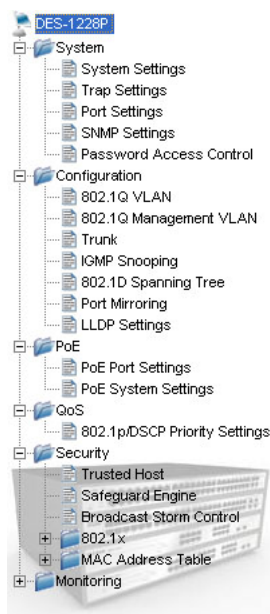 DES-1228P
System
System Settings
Trap Settings
Port Settings
SNMP Settings
Password Access Control
Configuration
802.1Q VLAN
802.1Q Management VLAN
Trunk
IGMP Snooping
802.1D Spanning Tree
Port Mirroring
LLDP Settings
PoE
PoE Port Settings
PoE System Settings
QoS
802.1p/DSCP Priority Settings
Security
Trusted Host
Safeguard Engine
Broadcast Storm Control
802.1x
MAC Address Table
Monitoring